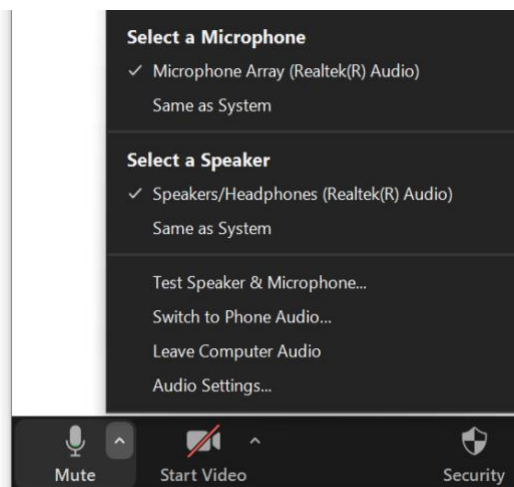 Select a Microphone
✓ Microphone Array (Realtek(R) Audio)
Same as System
Select a Speaker
✓ Speakers/Headphones (Realtek(R) Audio)
Same as System
Test Speaker & Microphone...
Switch to Phone Audio...
Leave Computer Audio
Audio Settings...
Mute Start Video Security